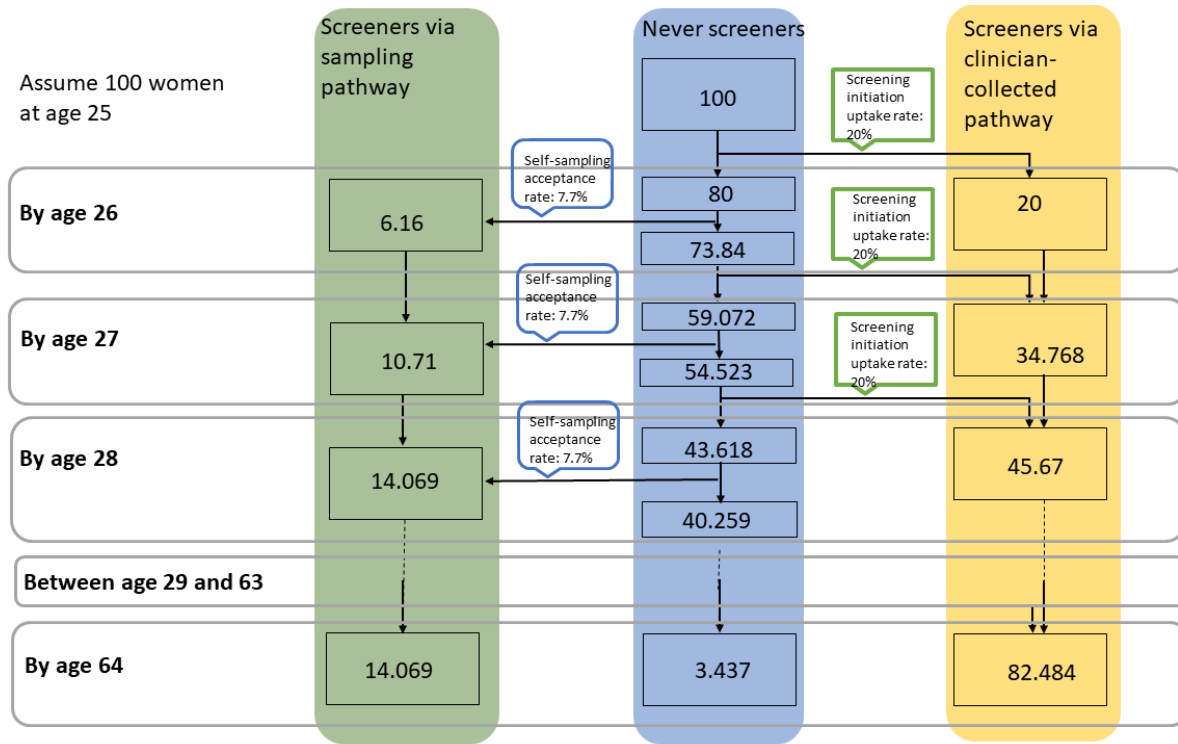 Screeners via
sampling
pathway
Never screeners
Screeners via
clinician-
collected
pathway
Assume 100 women
at age 25
100
Screening
initiation
uptake rate:
20%
Self-sampling
acceptance
rate: 7.7%
By age 26
6.16
80
73.84
20
Screening
initiation
uptake rate:
20%
Self-sampling
acceptance
rate: 7.7%
By age 27
10.71
59.072
54.523
34.768
Screening
initiation
uptake rate:
20%
Self-sampling
acceptance
rate: 7.7%
By age 28
14.069
43.618
40.259
45.67
Between age 29 and 63
By age 64
14.069
3.437
82.484